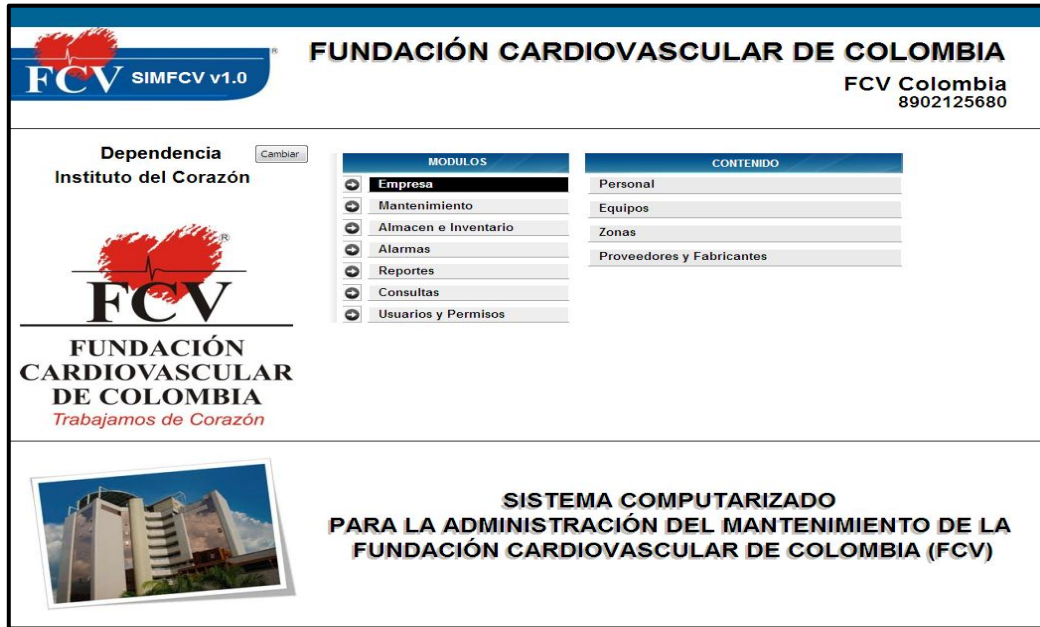 FCV SIMFCV v1.0 ®
FUNDACIÓN CARDIOVASCULAR DE COLOMBIA
FCV Colombia
8902125680
Dependencia
Cambiar
Instituto del Corazón
®
FCV
FUNDACIÓN
CARDIOVASCULAR
DE COLOMBIA
Trabajamos de Corazón
MODULOS
Empresa
Mantenimiento
Almacen e Inventario
Alarmas
Reportes
Consultas
Usuarios y Permisos
CONTENIDO
Personal
Equipos
Zonas
Proveedores y Fabricantes
SISTEMA COMPUTARIZADO
PARA LA ADMINISTRACIÓN DEL MANTENIMIENTO DE LA
FUNDACIÓN CARDIOVASCULAR DE COLOMBIA (FCV)